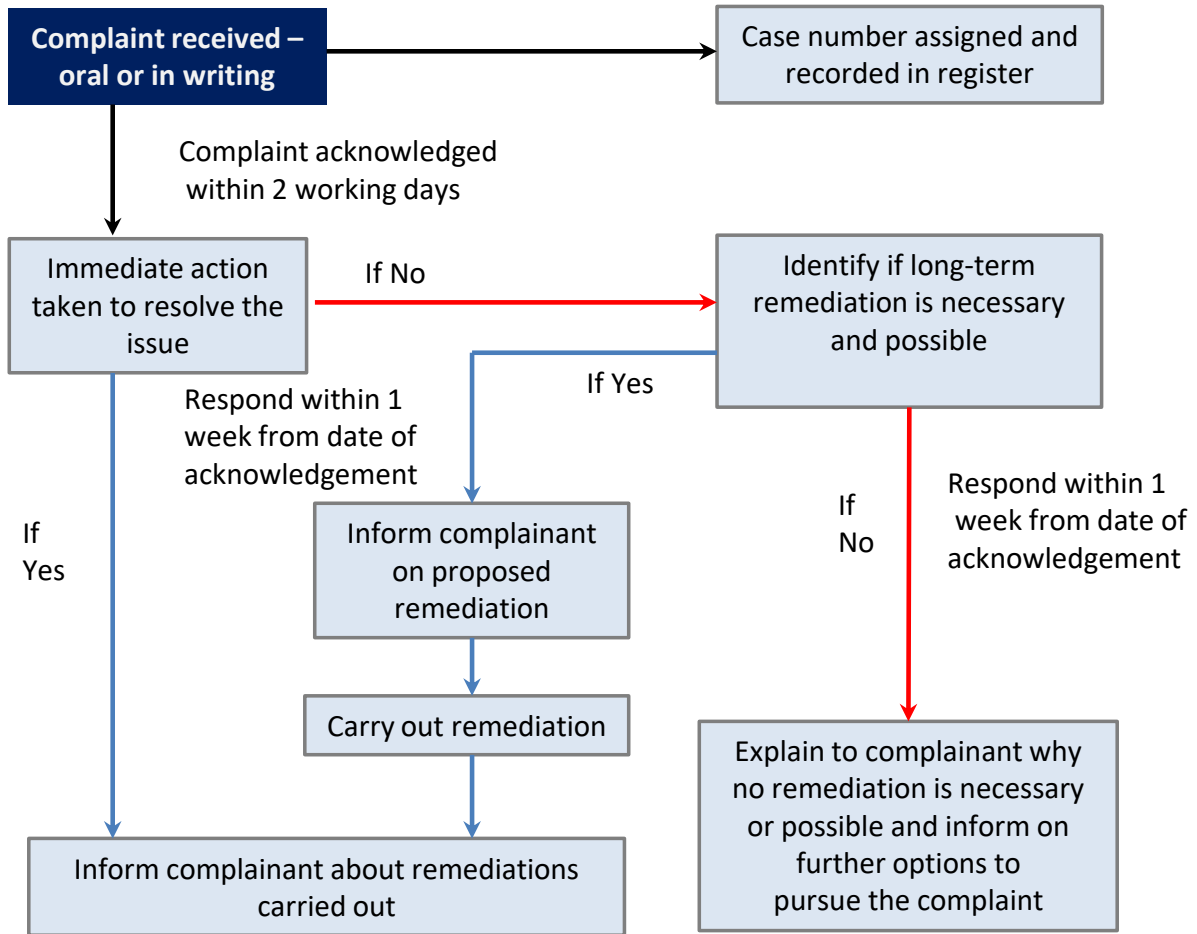 Complaint received –
oral or in writing
Case number assigned and
recorded in register
Complaint acknowledged
within 2 working days
Immediate action
taken to resolve the
issue
If No
Identify if long-term
remediation is necessary
and possible
If Yes
Respond within 1
week from date of
acknowledgement
If
Yes
Inform complainant
on proposed
remediation
If
No
Respond within 1
week from date of
acknowledgement
Carry out remediation
Explain to complainant why
no remediation is necessary
or possible and inform on
further options to
pursue the complaint
Inform complainant about remediations
carried out